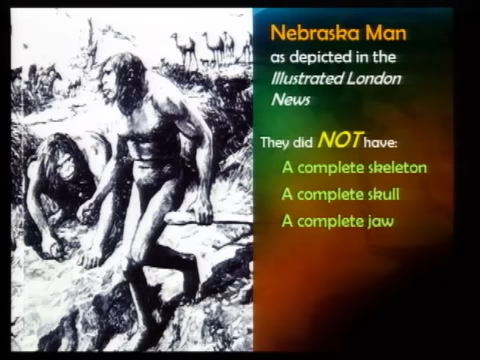 Nebraska Man
as depicted in the
Illustrated London
News
They did NOT have:
A complete skeleton
A complete skull
A complete jaw